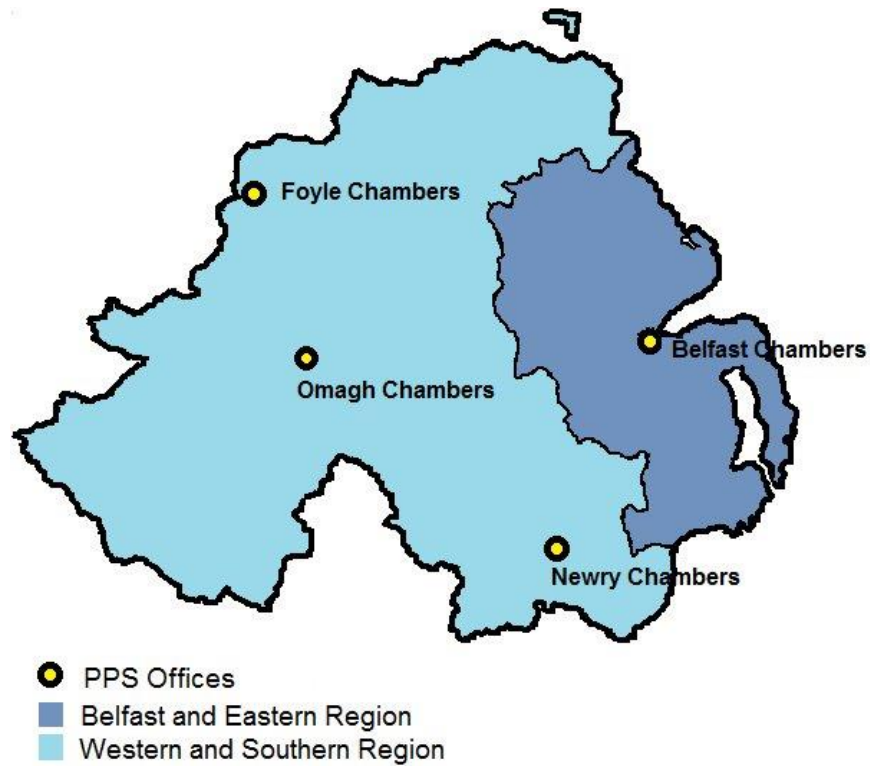 Foyle Chambers
Belfast Chambers
Omagh Chambers
Newry Chambers
PPS Offices
Belfast and Eastern Region
Western and Southern Region